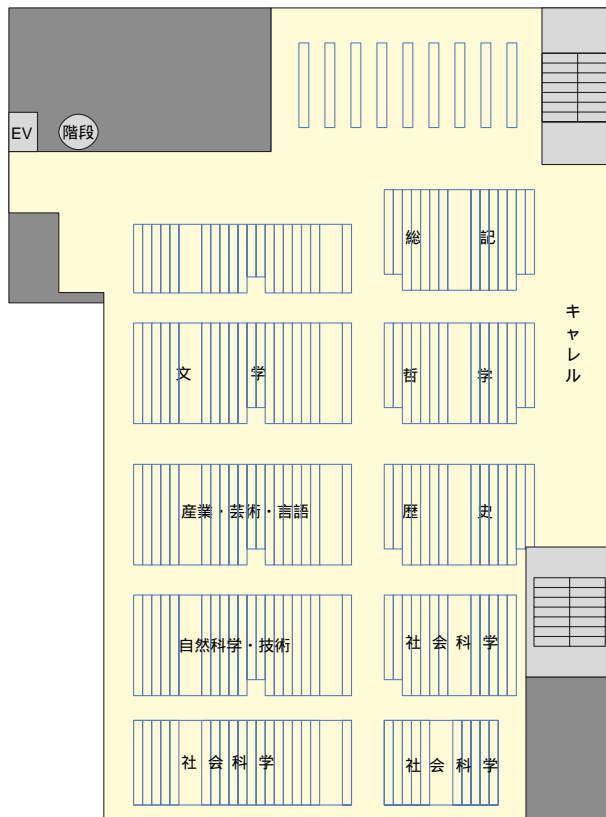 EV
階段
総記
文学
哲学
キャレル
産業・芸術・言語
歴史
自然科学・技術
社会科学
社会科学
社会科学